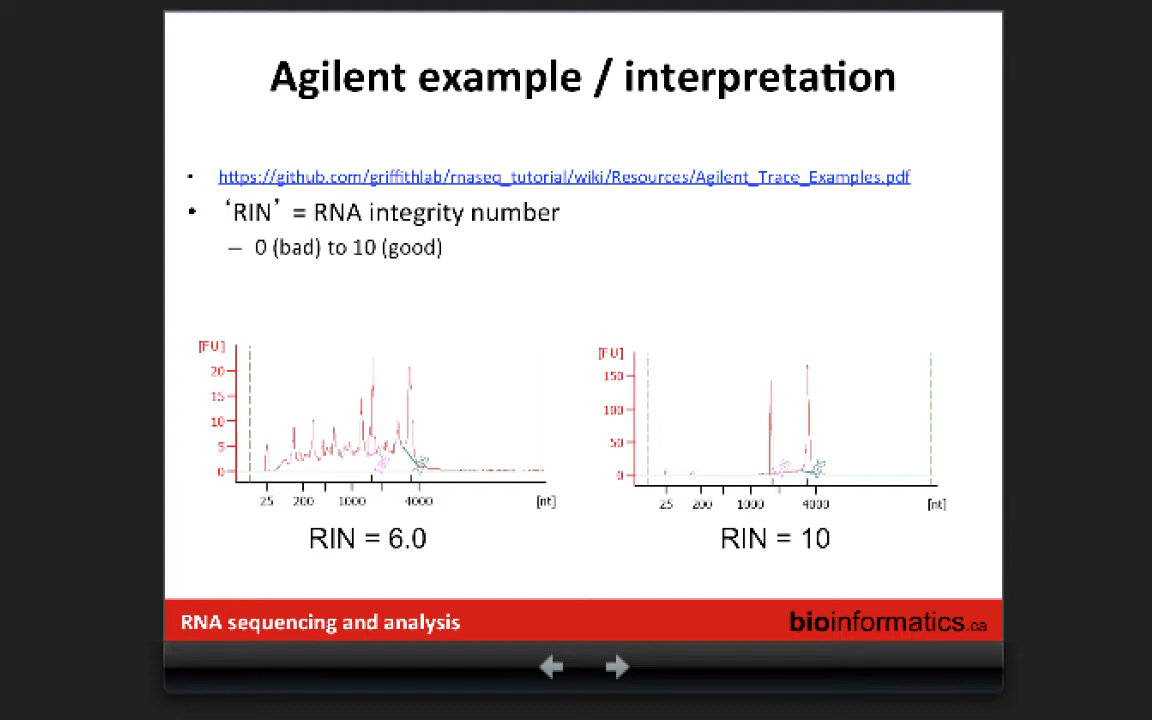 Agilent example / interpretation
• https://github.com/griffithlab/rnaseq_tutorial/wiki/Resources/Agilent_Trace_Examples.pdf
• ‘RIN’ = RNA integrity number
– 0 (bad) to 10 (good)
[FU]
20
15
10
5
0
25 200 1000 4000 [nt]
RIN = 6.0
[FU]
150
100
50
0
25 200 1000 4000 [nt]
RIN = 10
RNA sequencing and analysis
bioinformatics.ca